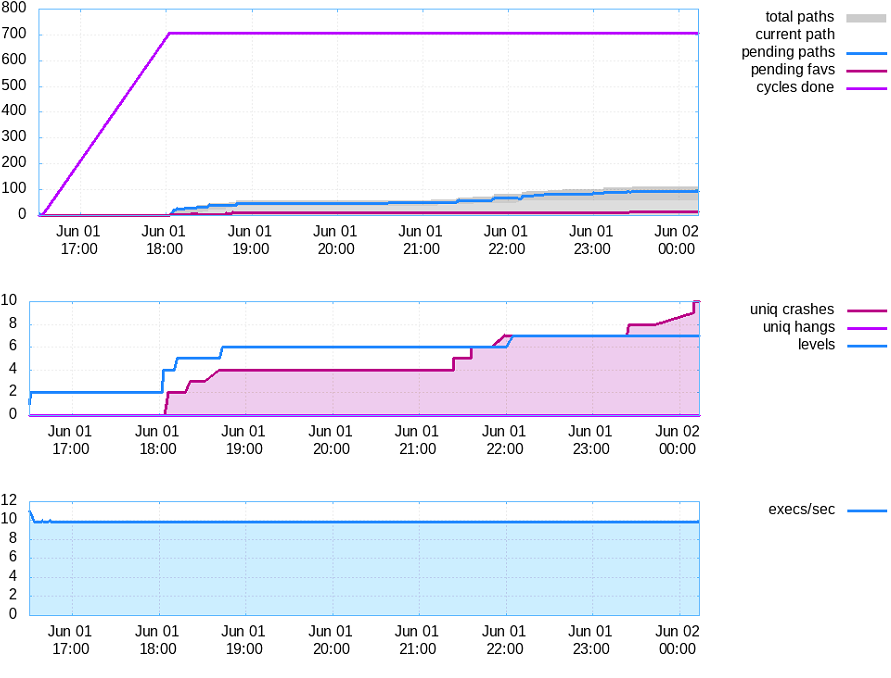 800
700
600
500
400
300
200
100
0
Jun 01 Jun 01 Jun 01 Jun 01 Jun 01 Jun 01 Jun 01 Jun 02
17:00 18:00 19:00 20:00 21:00 22:00 23:00 00:00
total paths
current path
pending paths
pending favs
cycles done
10
8
6
4
2
0
Jun 01 Jun 01 Jun 01 Jun 01 Jun 01 Jun 01 Jun 01 Jun 02
17:00 18:00 19:00 20:00 21:00 22:00 23:00 00:00
uniq crashes
uniq hangs
levels
12
10
8
6
4
2
0
Jun 01 Jun 01 Jun 01 Jun 01 Jun 01 Jun 01 Jun 01 Jun 02
17:00 18:00 19:00 20:00 21:00 22:00 23:00 00:00
execs/sec